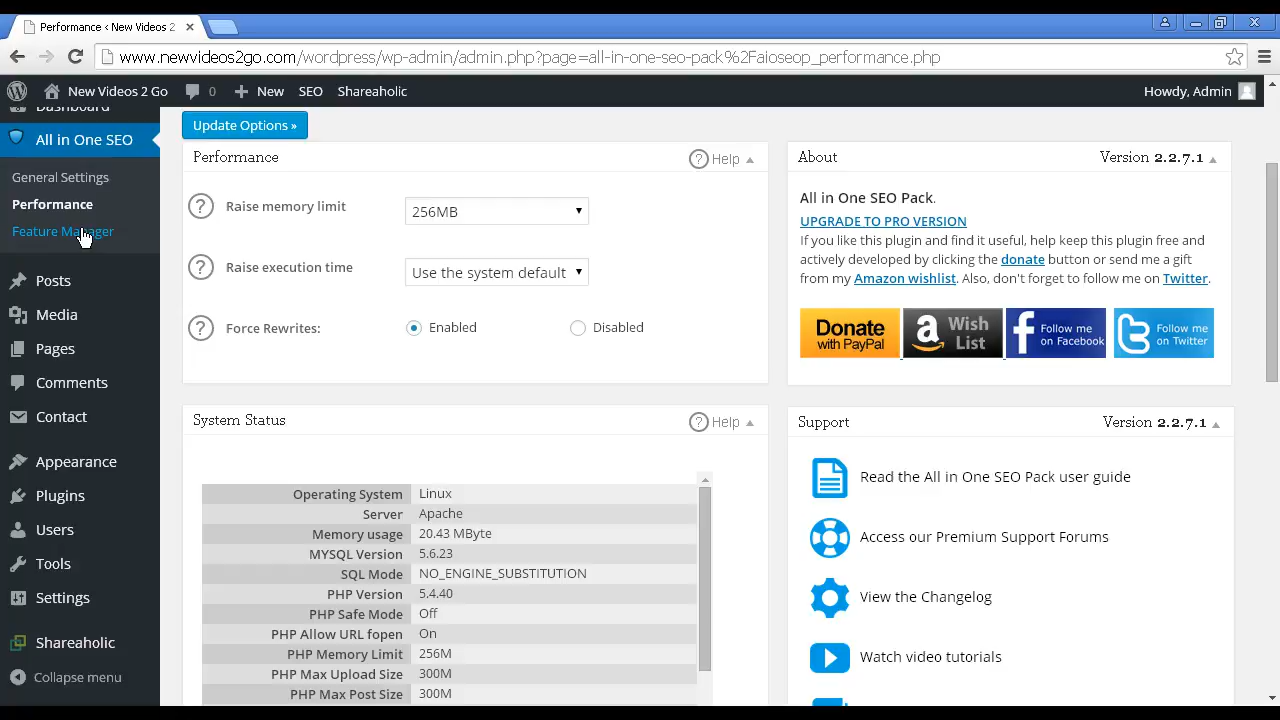 Performance ‹ New Videos 2
www.newvideos2go.com/wordpress/wp-admin/admin.php?page=all-in-one-seo-pack%2Faioseop_performance.php
New Videos 2 Go
0
New
SEO
Shareaholic
Howdy, Admin
Dashboard
All in One SEO
General Settings
Performance
Feature Manager
Posts
Media
Pages
Comments
Contact
Appearance
Plugins
Users
Tools
Settings
Shareaholic
Collapse menu
Update Options »
Performance
? Help
? Raise memory limit
256MB
? Raise execution time
Use the system default
? Force Rewrites:
Enabled
Disabled
System Status
? Help
Operating System Linux
Server Apache
Memory usage 20.43 MByte
MYSQL Version 5.6.23
SQL Mode NO_ENGINE_SUBSTITUTION
PHP Version 5.4.40
PHP Safe Mode Off
PHP Allow URL fopen On
PHP Memory Limit 256M
PHP Max Upload Size 300M
PHP Max Post Size 300M
About
Version 2.2.7.1
All in One SEO Pack.
UPGRADE TO PRO VERSION
If you like this plugin and find it useful, help keep this plugin free and
actively developed by clicking the donate button or send me a gift
from my Amazon wishlist. Also, don't forget to follow me on Twitter.
Donate
with PayPal
a Wish
List
f Follow me
on Facebook
t Follow me
on Twitter
Support
Version 2.2.7.1
Read the All in One SEO Pack user guide
Access our Premium Support Forums
View the Changelog
Watch video tutorials